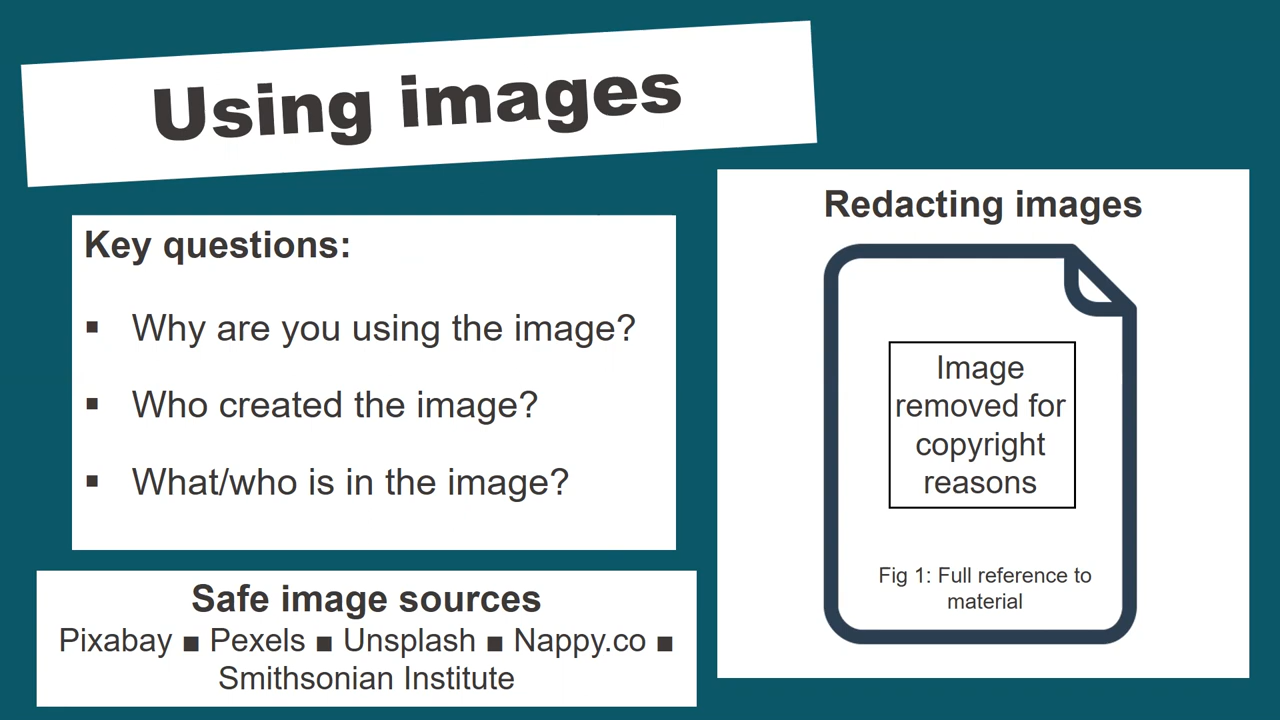 Using images
Key questions:
▪ Why are you using the image?
▪ Who created the image?
▪ What/who is in the image?
Safe image sources
Pixabay ■ Pexels ■ Unsplash ■ Nappy.co ■
Smithsonian Institute
Redacting images
Image
removed for
copyright
reasons
Fig 1: Full reference to
material